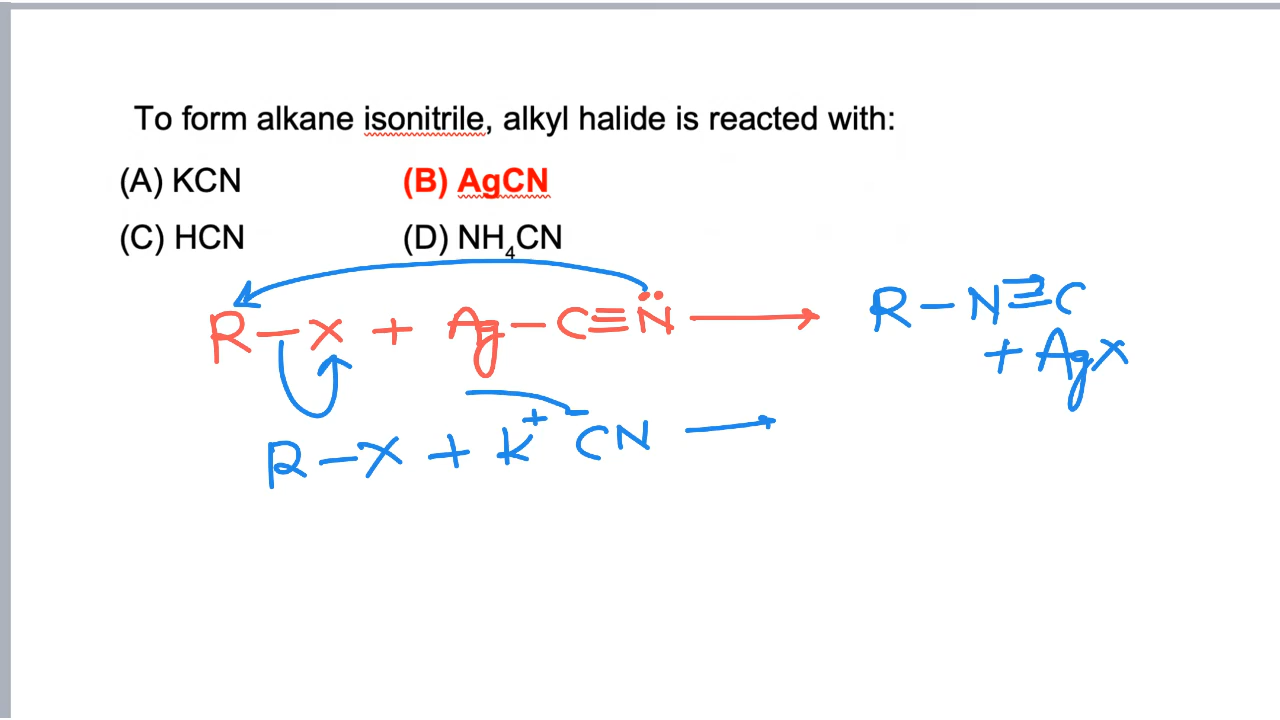 To form alkane isonitrile, alkyl halide is reacted with:
(A) KCN (B) AgCN
(C) HCN (D) NH₄CN
R – X + Ag – C ≡ N̈ ⟶ R – N ≡ C
+ AgX
R – X + K⁺ ⁻CN ⟶